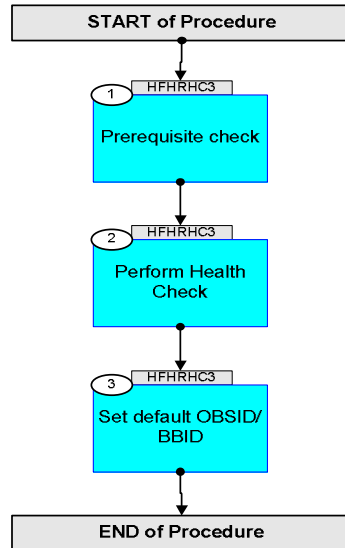 START of Procedure
HFHRHC3
1
Prerequisite check
HFHRHC3
2
Perform Health
Check
HFHRHC3
3
Set default OBSID/
BBID
END of Procedure